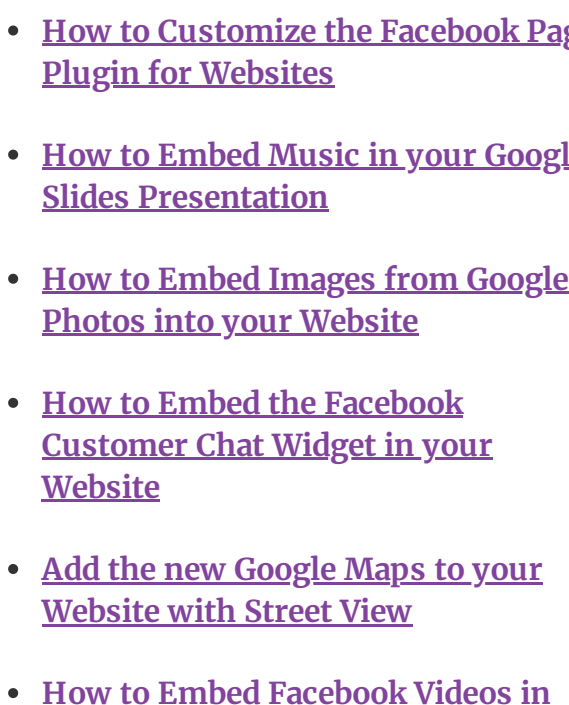 How to Customize the Facebook Pag
Plugin for Websites
How to Embed Music in your Googl
Slides Presentation
How to Embed Images from Google
Photos into your Website
How to Embed the Facebook
Customer Chat Widget in your
Website
Add the new Google Maps to your
Website with Street View
How to Embed Facebook Videos in